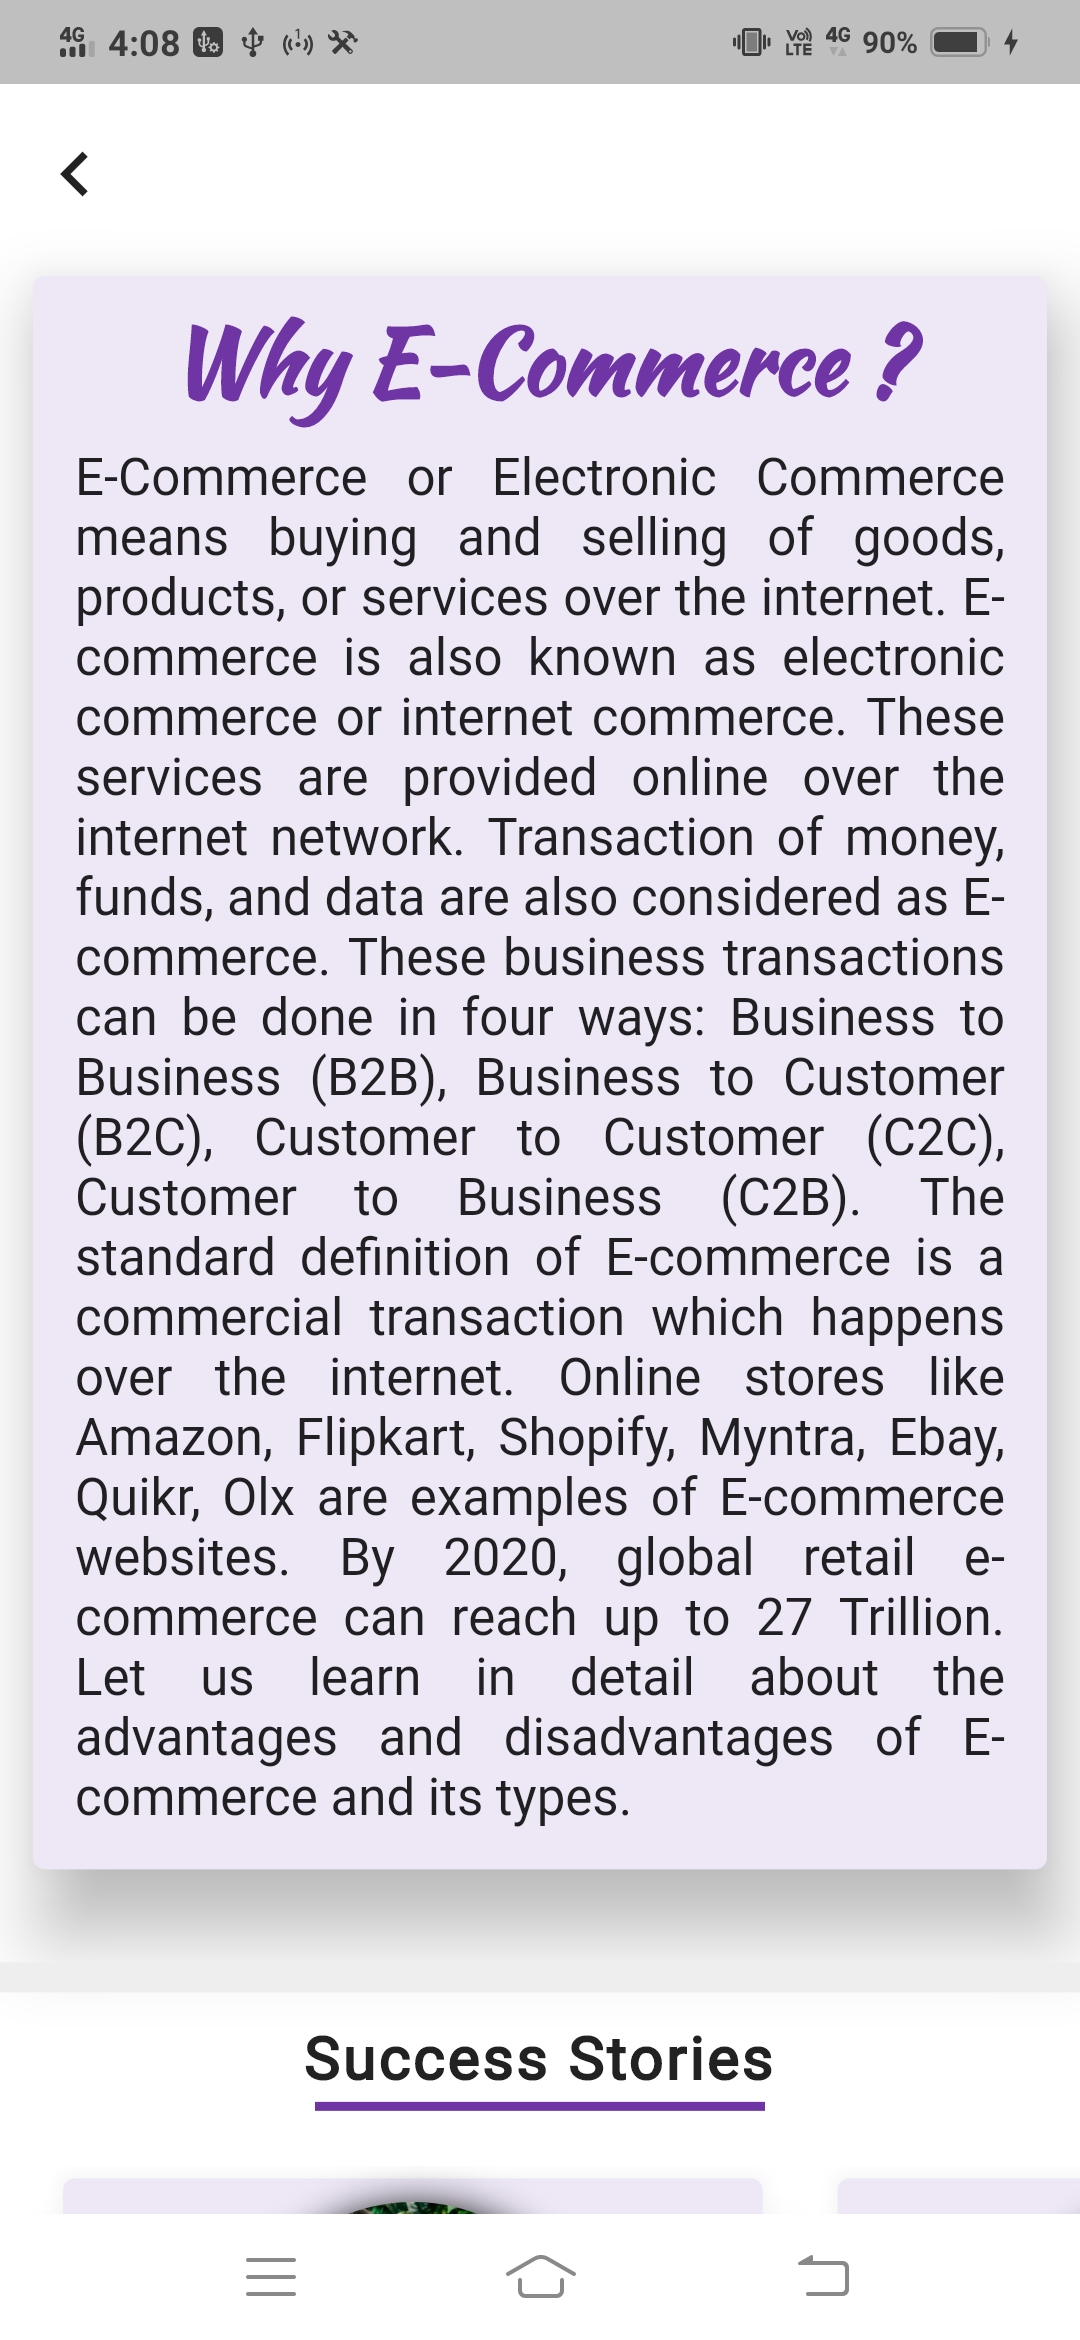 4G 4:08 1 Vo) LTE 4G 90%
Why E-Commerce ?
E-Commerce or Electronic Commerce
means buying and selling of goods,
products, or services over the internet. E-
commerce is also known as electronic
commerce or internet commerce. These
services are provided online over the
internet network. Transaction of money,
funds, and data are also considered as E-
commerce. These business transactions
can be done in four ways: Business to
Business (B2B), Business to Customer
(B2C), Customer to Customer (C2C),
Customer to Business (C2B). The
standard definition of E-commerce is a
commercial transaction which happens
over the internet. Online stores like
Amazon, Flipkart, Shopify, Myntra, Ebay,
Quikr, Olx are examples of E-commerce
websites. By 2020, global retail e-
commerce can reach up to 27 Trillion.
Let us learn in detail about the
advantages and disadvantages of E-
commerce and its types.
Success Stories